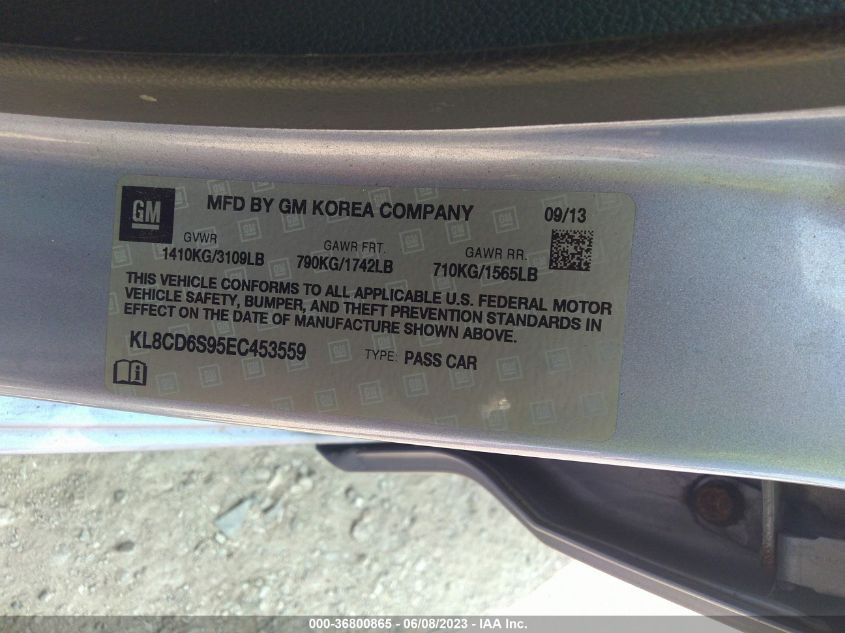 GM
MFD BY GM KOREA COMPANY 09/13
GVWR GAWR FRT. GAWR RR.
1410KG/3109LB 790KG/1742LB 710KG/1565LB
THIS VEHICLE CONFORMS TO ALL APPLICABLE U.S. FEDERAL MOTOR
VEHICLE SAFETY, BUMPER, AND THEFT PREVENTION STANDARDS IN
EFFECT ON THE DATE OF MANUFACTURE SHOWN ABOVE.
KL8CD6S95EC453559 TYPE: PASS CAR
000-36800865 - 06/08/2023 - IAA Inc.